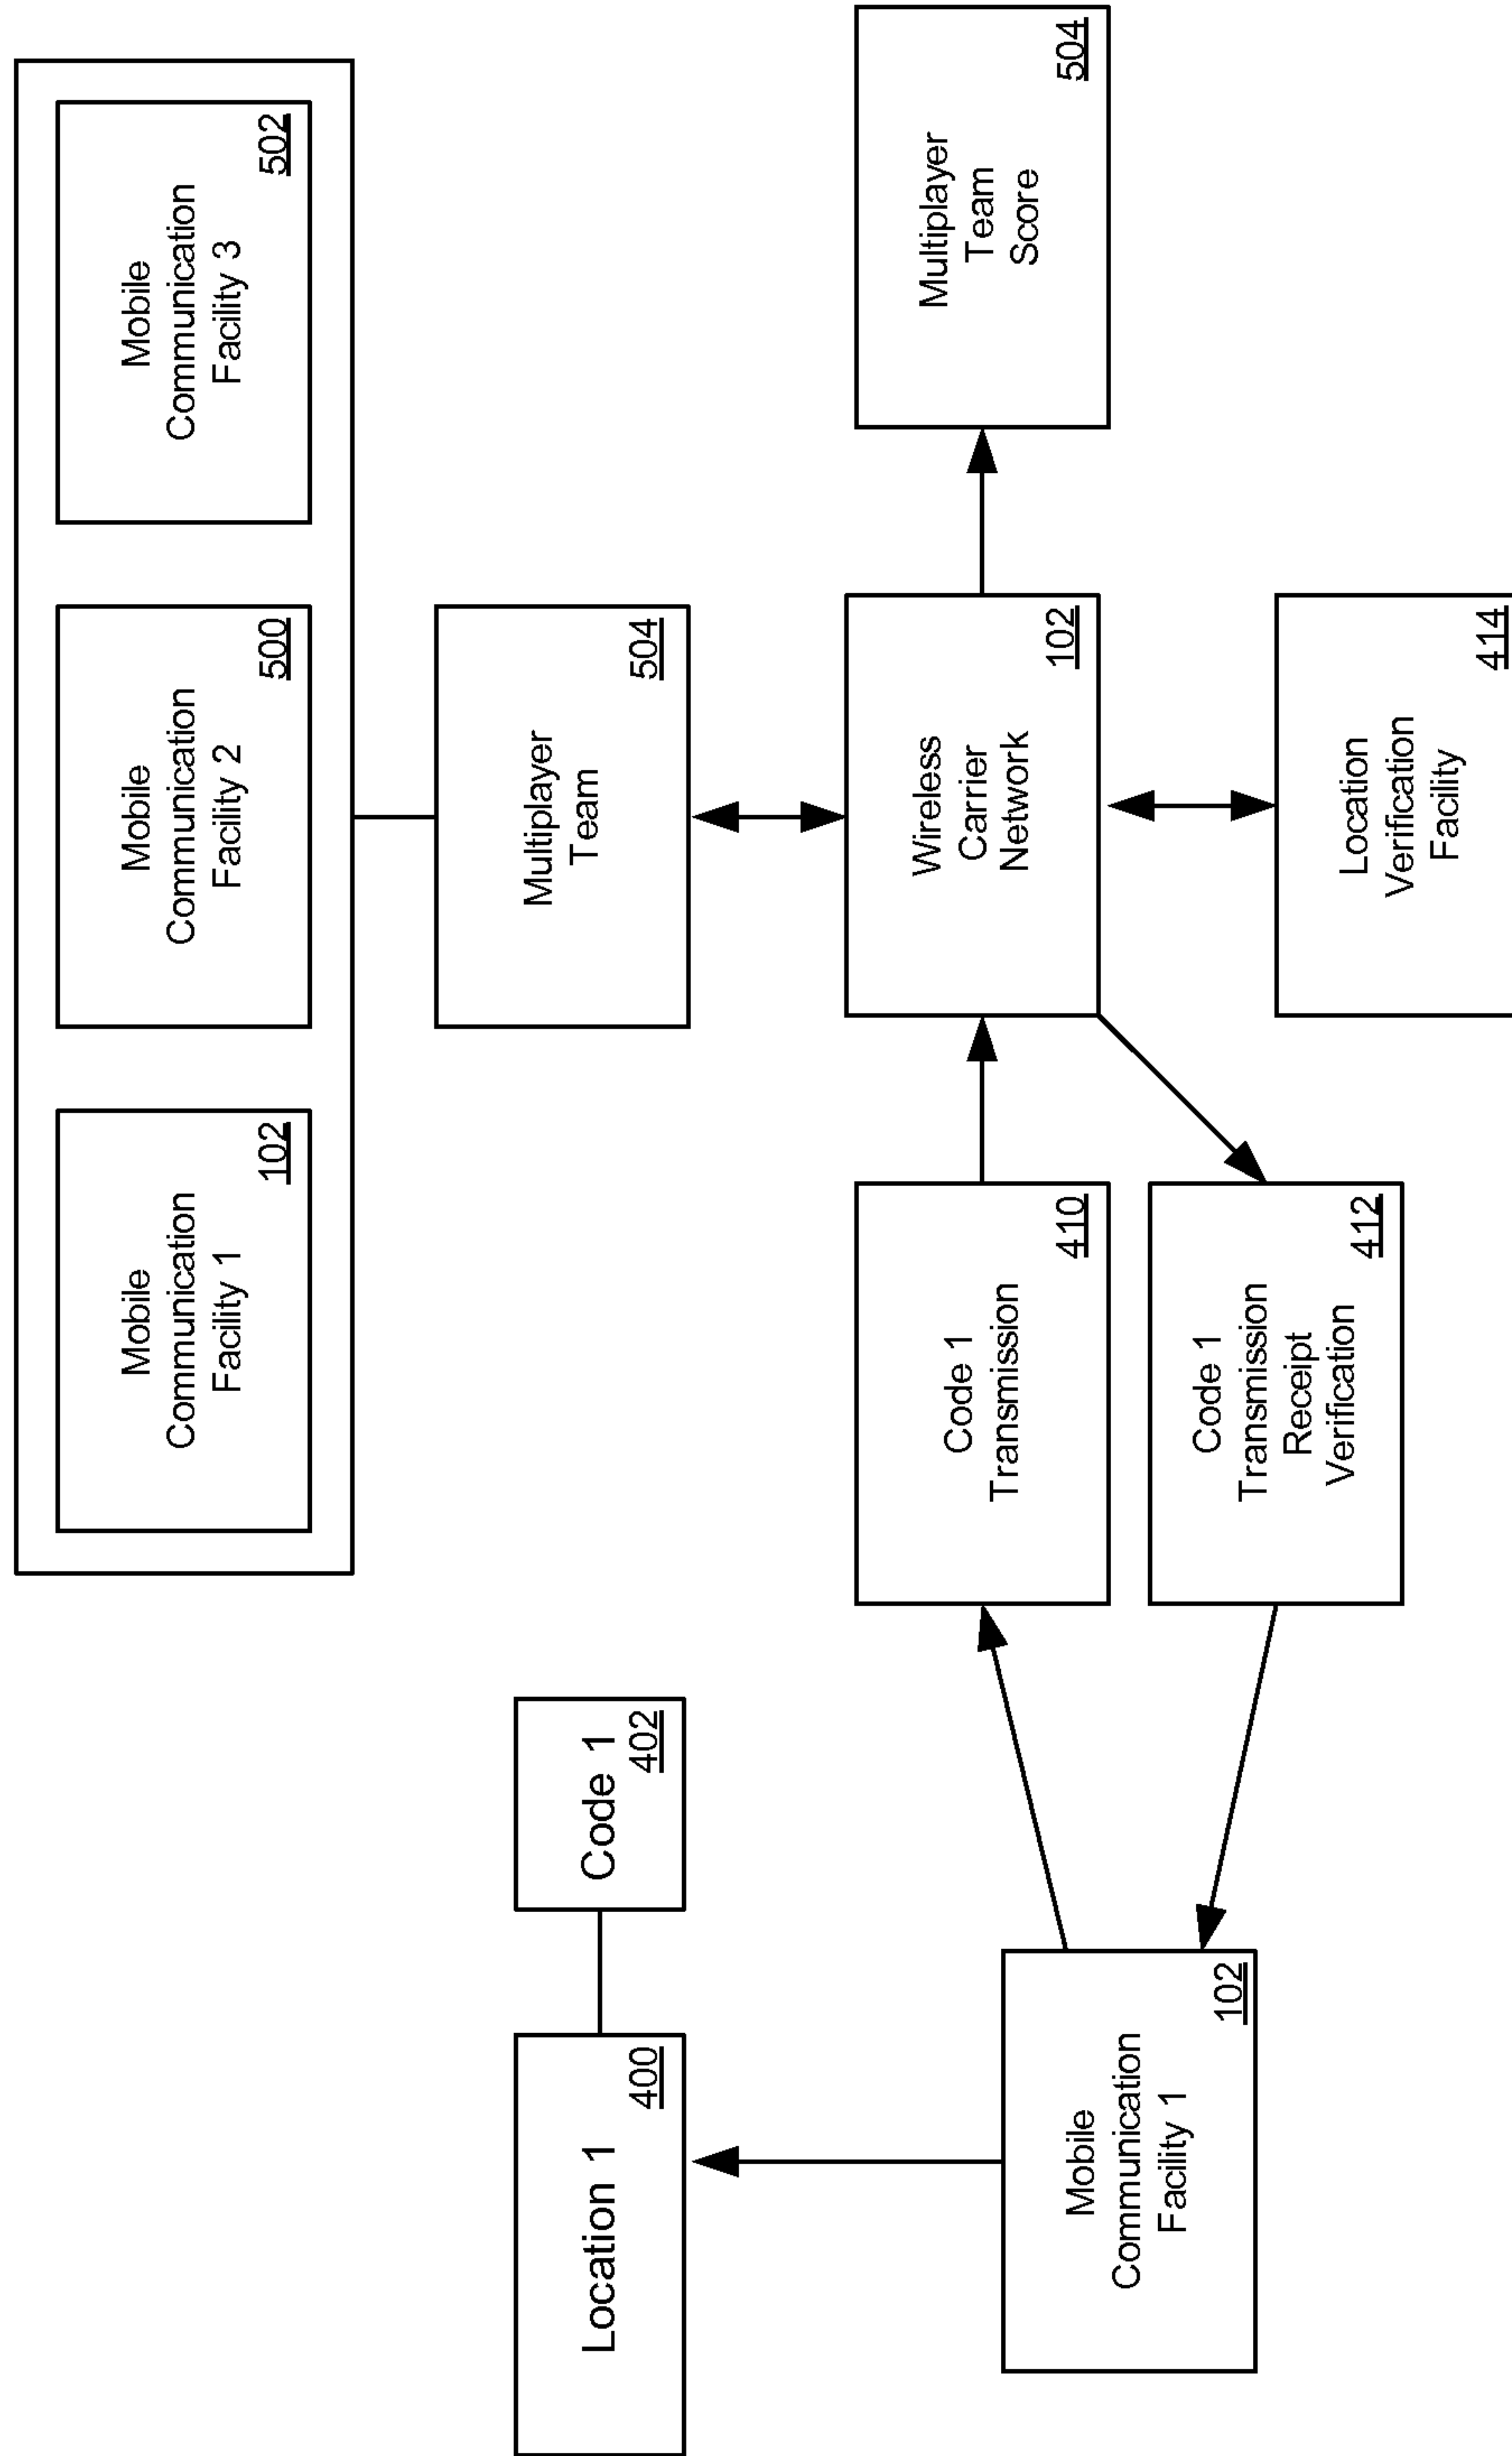 Mobile
Communication
Facility 1
102
Mobile
Communication
Facility 2
500
Mobile
Communication
Facility 3
502
Location 1
400
Code 1
402
Multiplayer
Team
504
Mobile
Communication
Facility 1
102
Code 1
Transmission
410
Code 1
Transmission
Receipt
Verification
412
Wireless
Carrier
Network
102
Multiplayer
Team
Score
504
Location
Verification
Facility
414